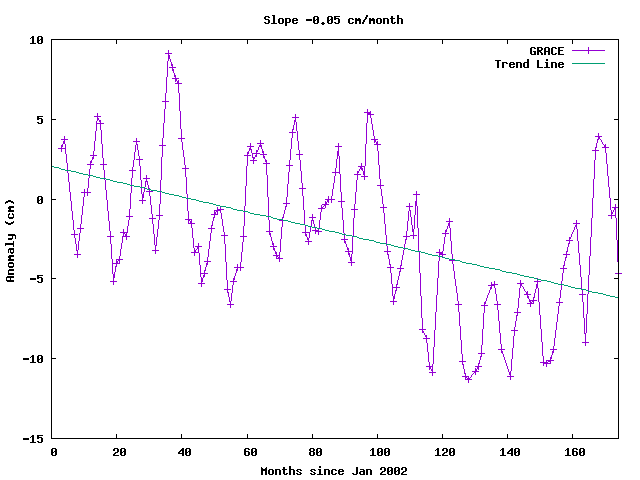 Slope -0.05 cm/month
GRACE
Trend Line
10
5
0
-5
-10
-15
Anomaly (cm)
0 20 40 60 80 100 120 140 160
Months since Jan 2002